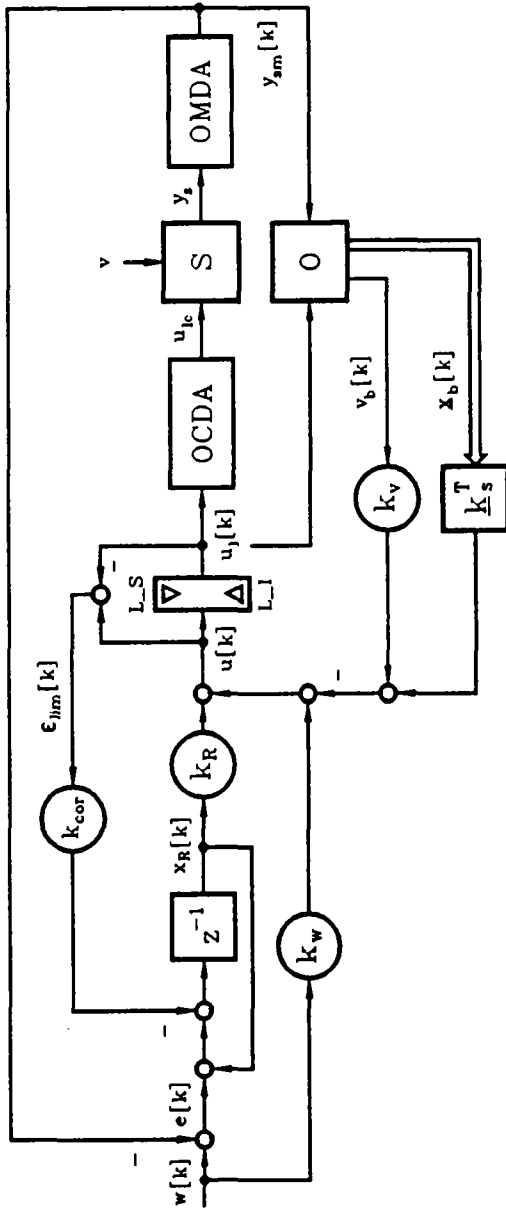 w[k]
−
e[k]
−
z⁻¹
x_R[k]
k_R
k_cor
ε_lim[k]
−
u[k]
L_S
L_I
u_l[k]
OCDA
u_lc
v
S
y_s
OMDA
y_sm[k]
O
v_b[k]
x_b[k]
k_v
k_s^T
−
k_w